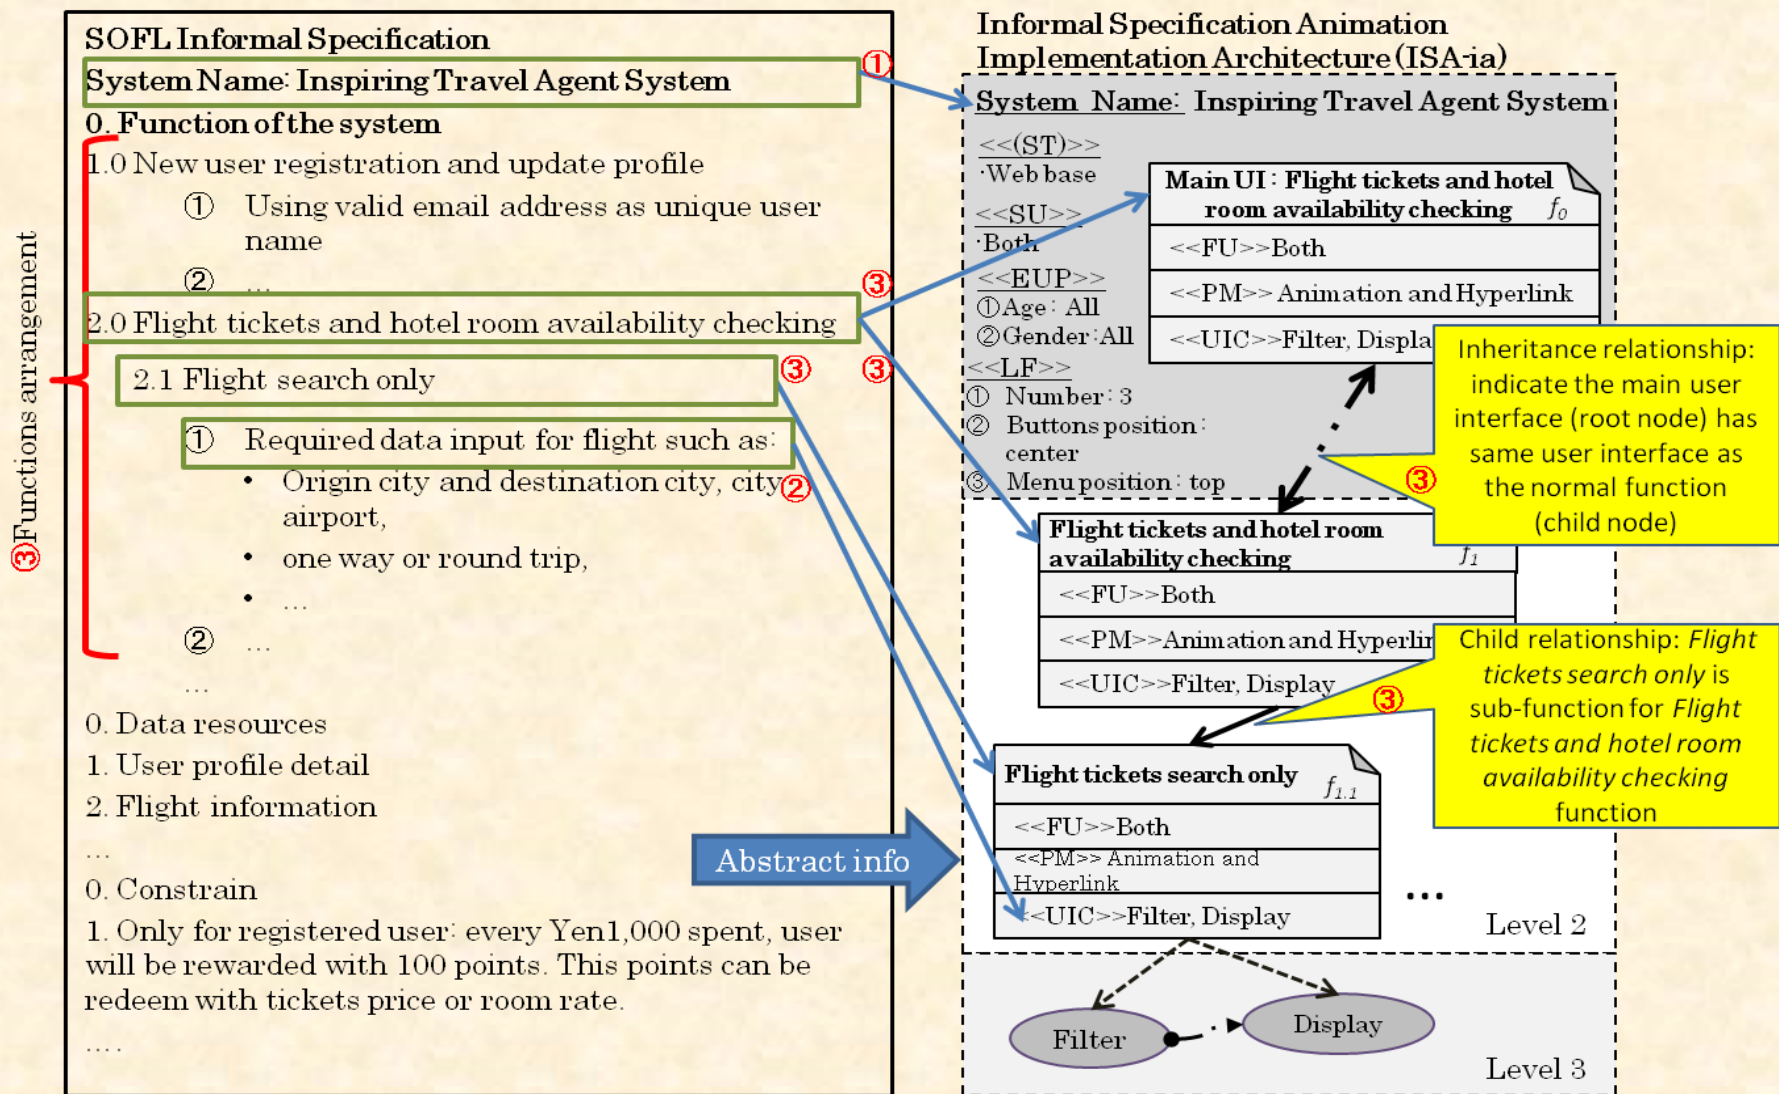 SOFL Informal Specification
System Name: Inspiring Travel Agent System
①
0. Function of the system
③Functions arrangement
1.0 New user registration and update profile
① Using valid email address as unique user
name
② ...
③
2.0 Flight tickets and hotel room availability checking
③
2.1 Flight search only
③
① Required data input for flight such as:
②
• Origin city and destination city, city
airport,
• one way or round trip,
• ...
② ...
...
0. Data resources
1. User profile detail
2. Flight information
...
0. Constrain
1. Only for registered user: every Yen1,000 spent, user
will be rewarded with 100 points. This points can be
redeem with tickets price or room rate.
... .
Abstract info
Informal Specification Animation
Implementation Architecture (ISA-ia)
System Name: Inspiring Travel Agent System
<<(ST)>>
·Web base
<<SU>>
·Both
<<EUP>>
①Age : All
②Gender:All
<<LF>>
① Number: 3
② Buttons position :
center
③ Menu position : top
Main UI : Flight tickets and hotel
room availability checking f0
<<FU>>Both
<<PM>> Animation and Hyperlink
<<UIC>>Filter, Displa
Inheritance relationship:
indicate the main user
interface (root node) has
same user interface as
the normal function
(child node)
③
Flight tickets and hotel room
availability checking f1
<<FU>>Both
<<PM>>Animation and Hyperlin
<<UIC>>Filter, Display
Child relationship: Flight
tickets search only is
sub-function for Flight
tickets and hotel room
availability checking
function
③
Flight tickets search only f1.1
<<FU>>Both
<<PM>> Animation and
Hyperlink
<<UIC>>Filter, Display
...
Level 2
Filter
Display
Level 3